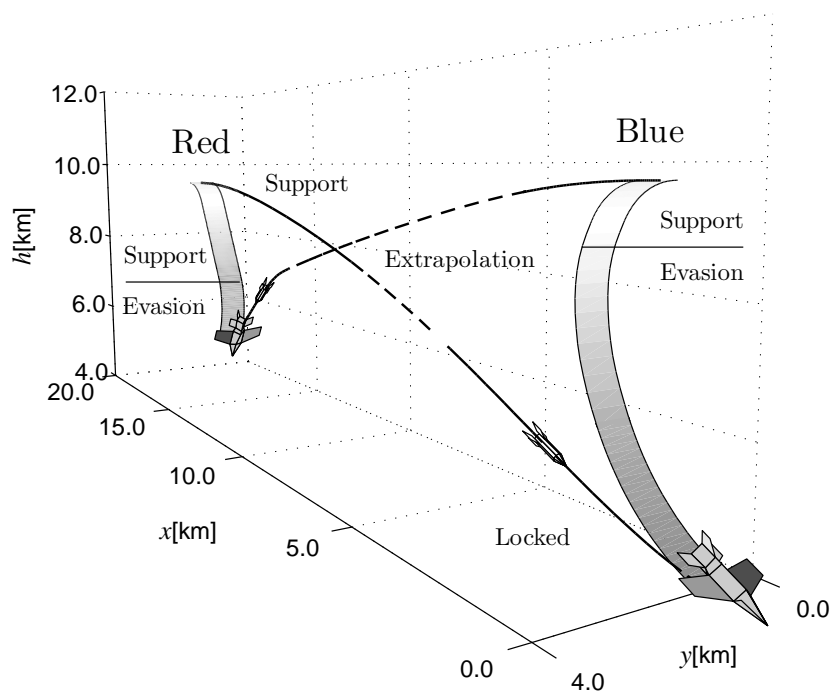 12.0
Red
Blue
10.0
Support
h[km]
8.0
Support
Support
Extrapolation
Evasion
6.0
Evasion
4.0
20.0
15.0
10.0
x[km]
5.0
Locked
0.0
y[km]
0.0
4.0